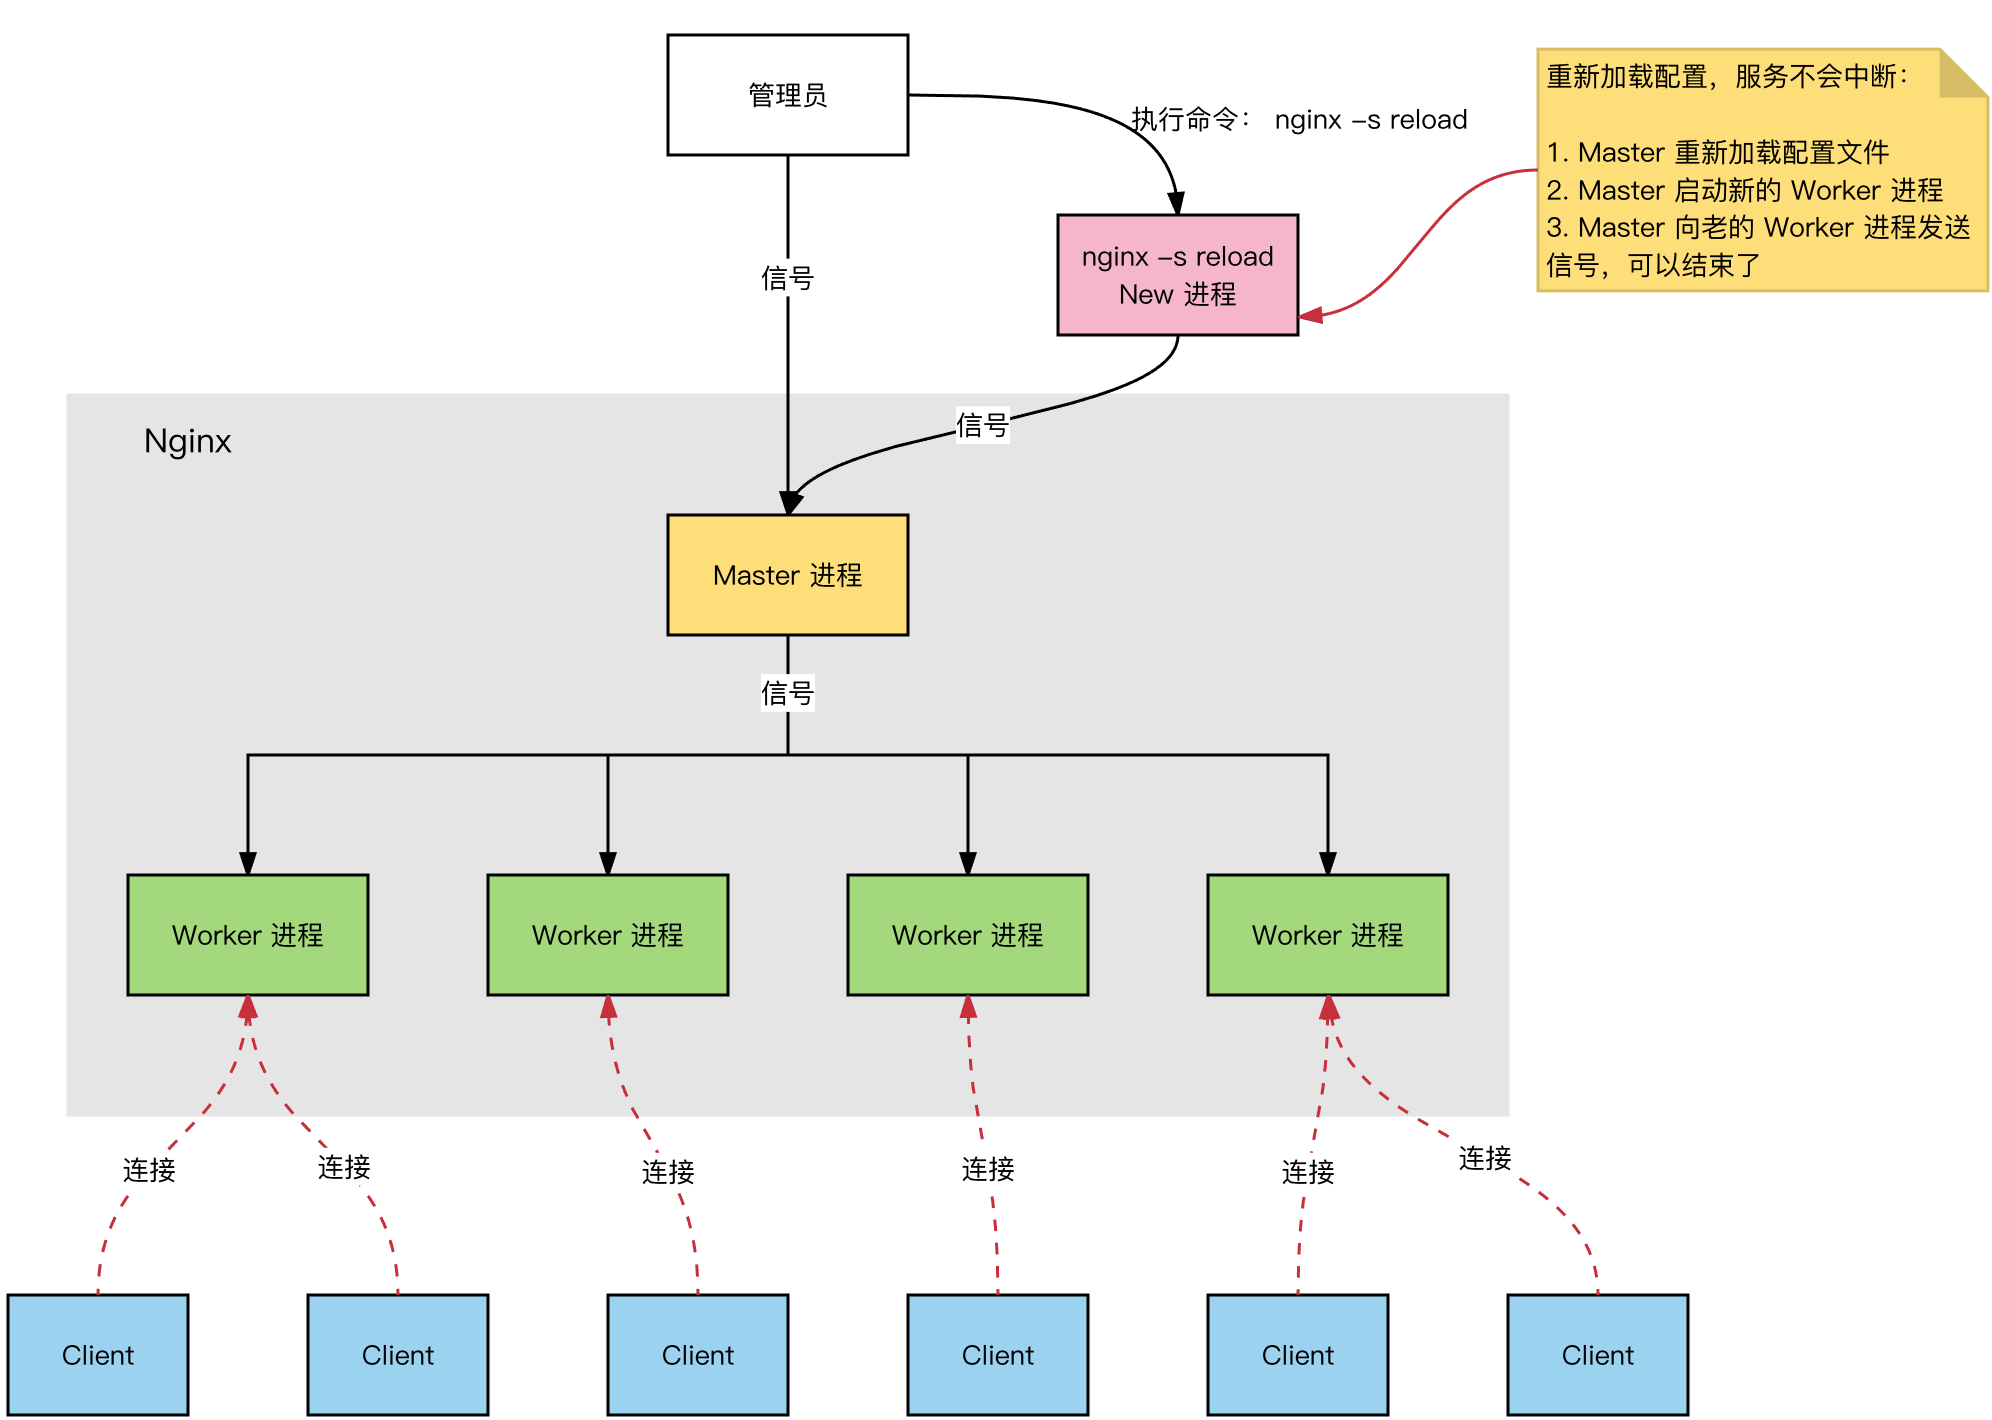 管理员
执行命令： nginx -s reload
重新加载配置，服务不会中断：
1. Master 重新加载配置文件
2. Master 启动新的 Worker 进程
3. Master 向老的 Worker 进程发送
信号，可以结束了
信号
nginx -s reload
New 进程
信号
Nginx
Master 进程
信号
Worker 进程
Worker 进程
Worker 进程
Worker 进程
连接
连接
连接
连接
连接
连接
Client
Client
Client
Client
Client
Client